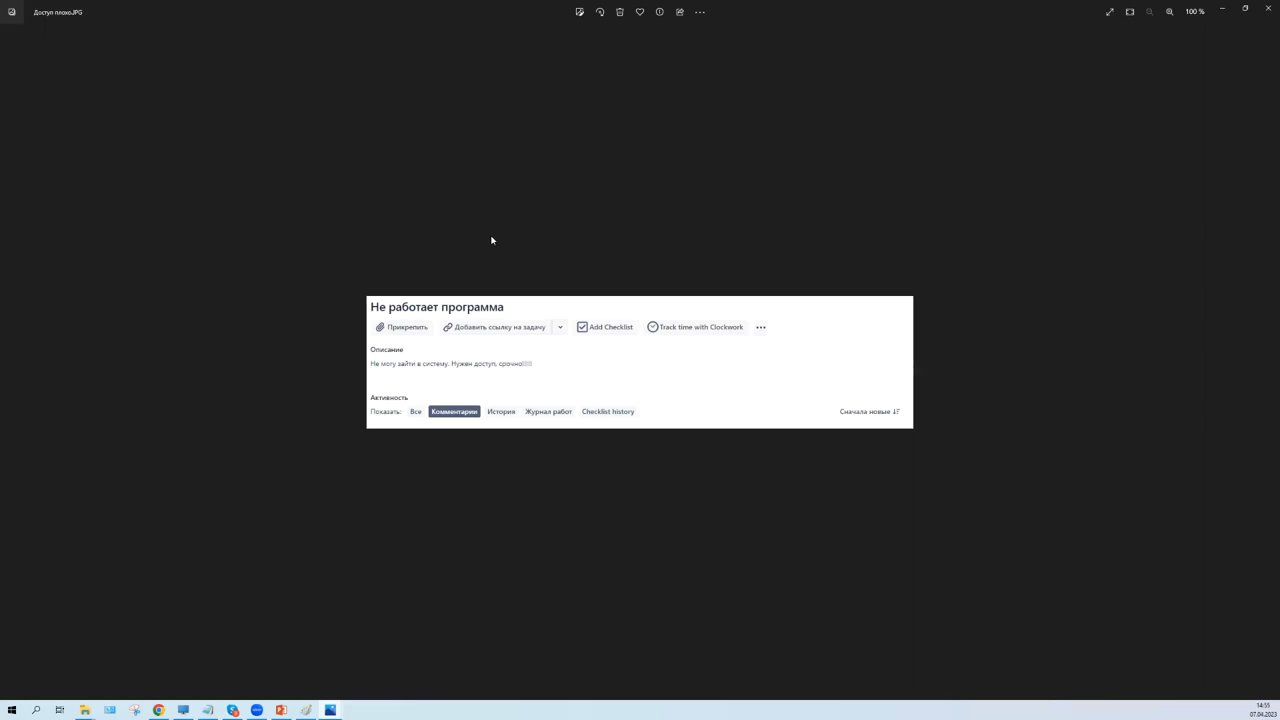 Доступ плохо.JPG
100 %
Не работает программа
Прикрепить Добавить ссылку на задачу Add Checklist Track time with Clockwork
Описание
Не могу зайти в систему. Нужен доступ, срочно!!!!!
Активность
Показать: Все Комментарии История Журнал работ Checklist history Сначала новые
14:55
07.04.2023